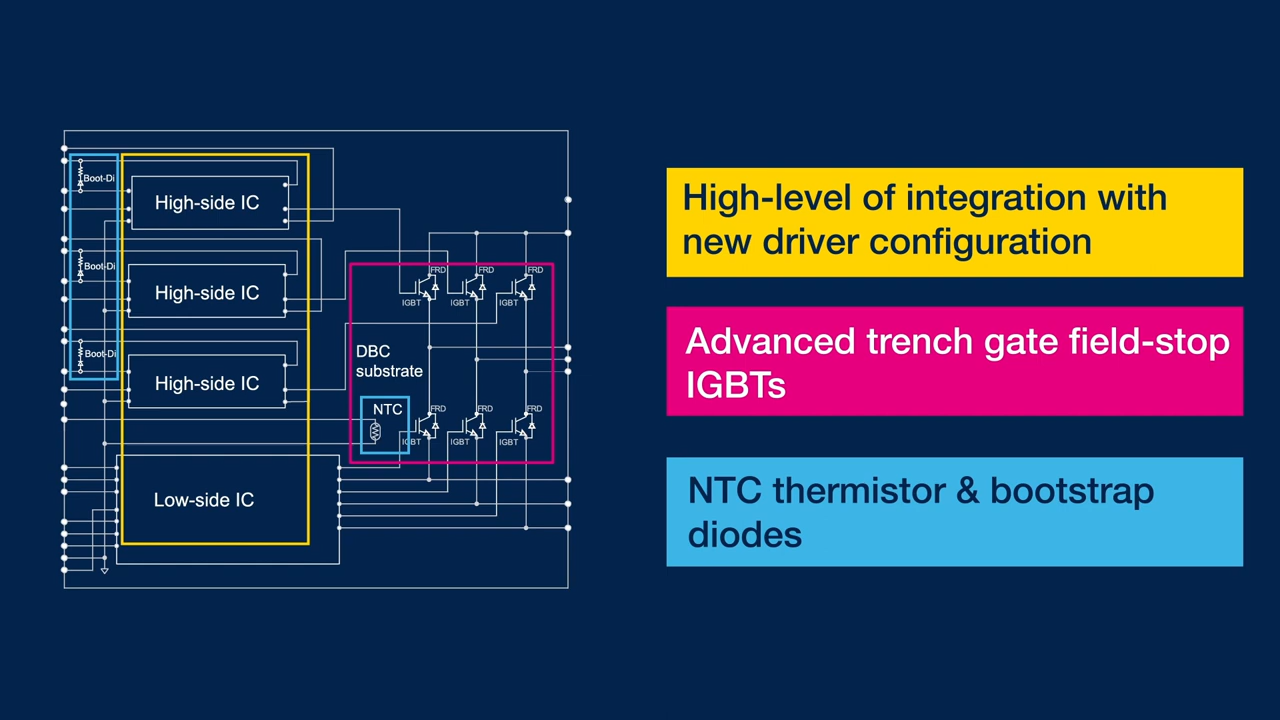 Boot-Di
High-side IC
Boot-Di
High-side IC
Boot-Di
High-side IC
Low-side IC
FRD
FRD
FRD
IGBT
IGBT
IGBT
DBC
substrate
NTC
FRD
FRD
FRD
IGBT
IGBT
IGBT
High-level of integration with
new driver configuration
Advanced trench gate field-stop
IGBTs
NTC thermistor & bootstrap
diodes